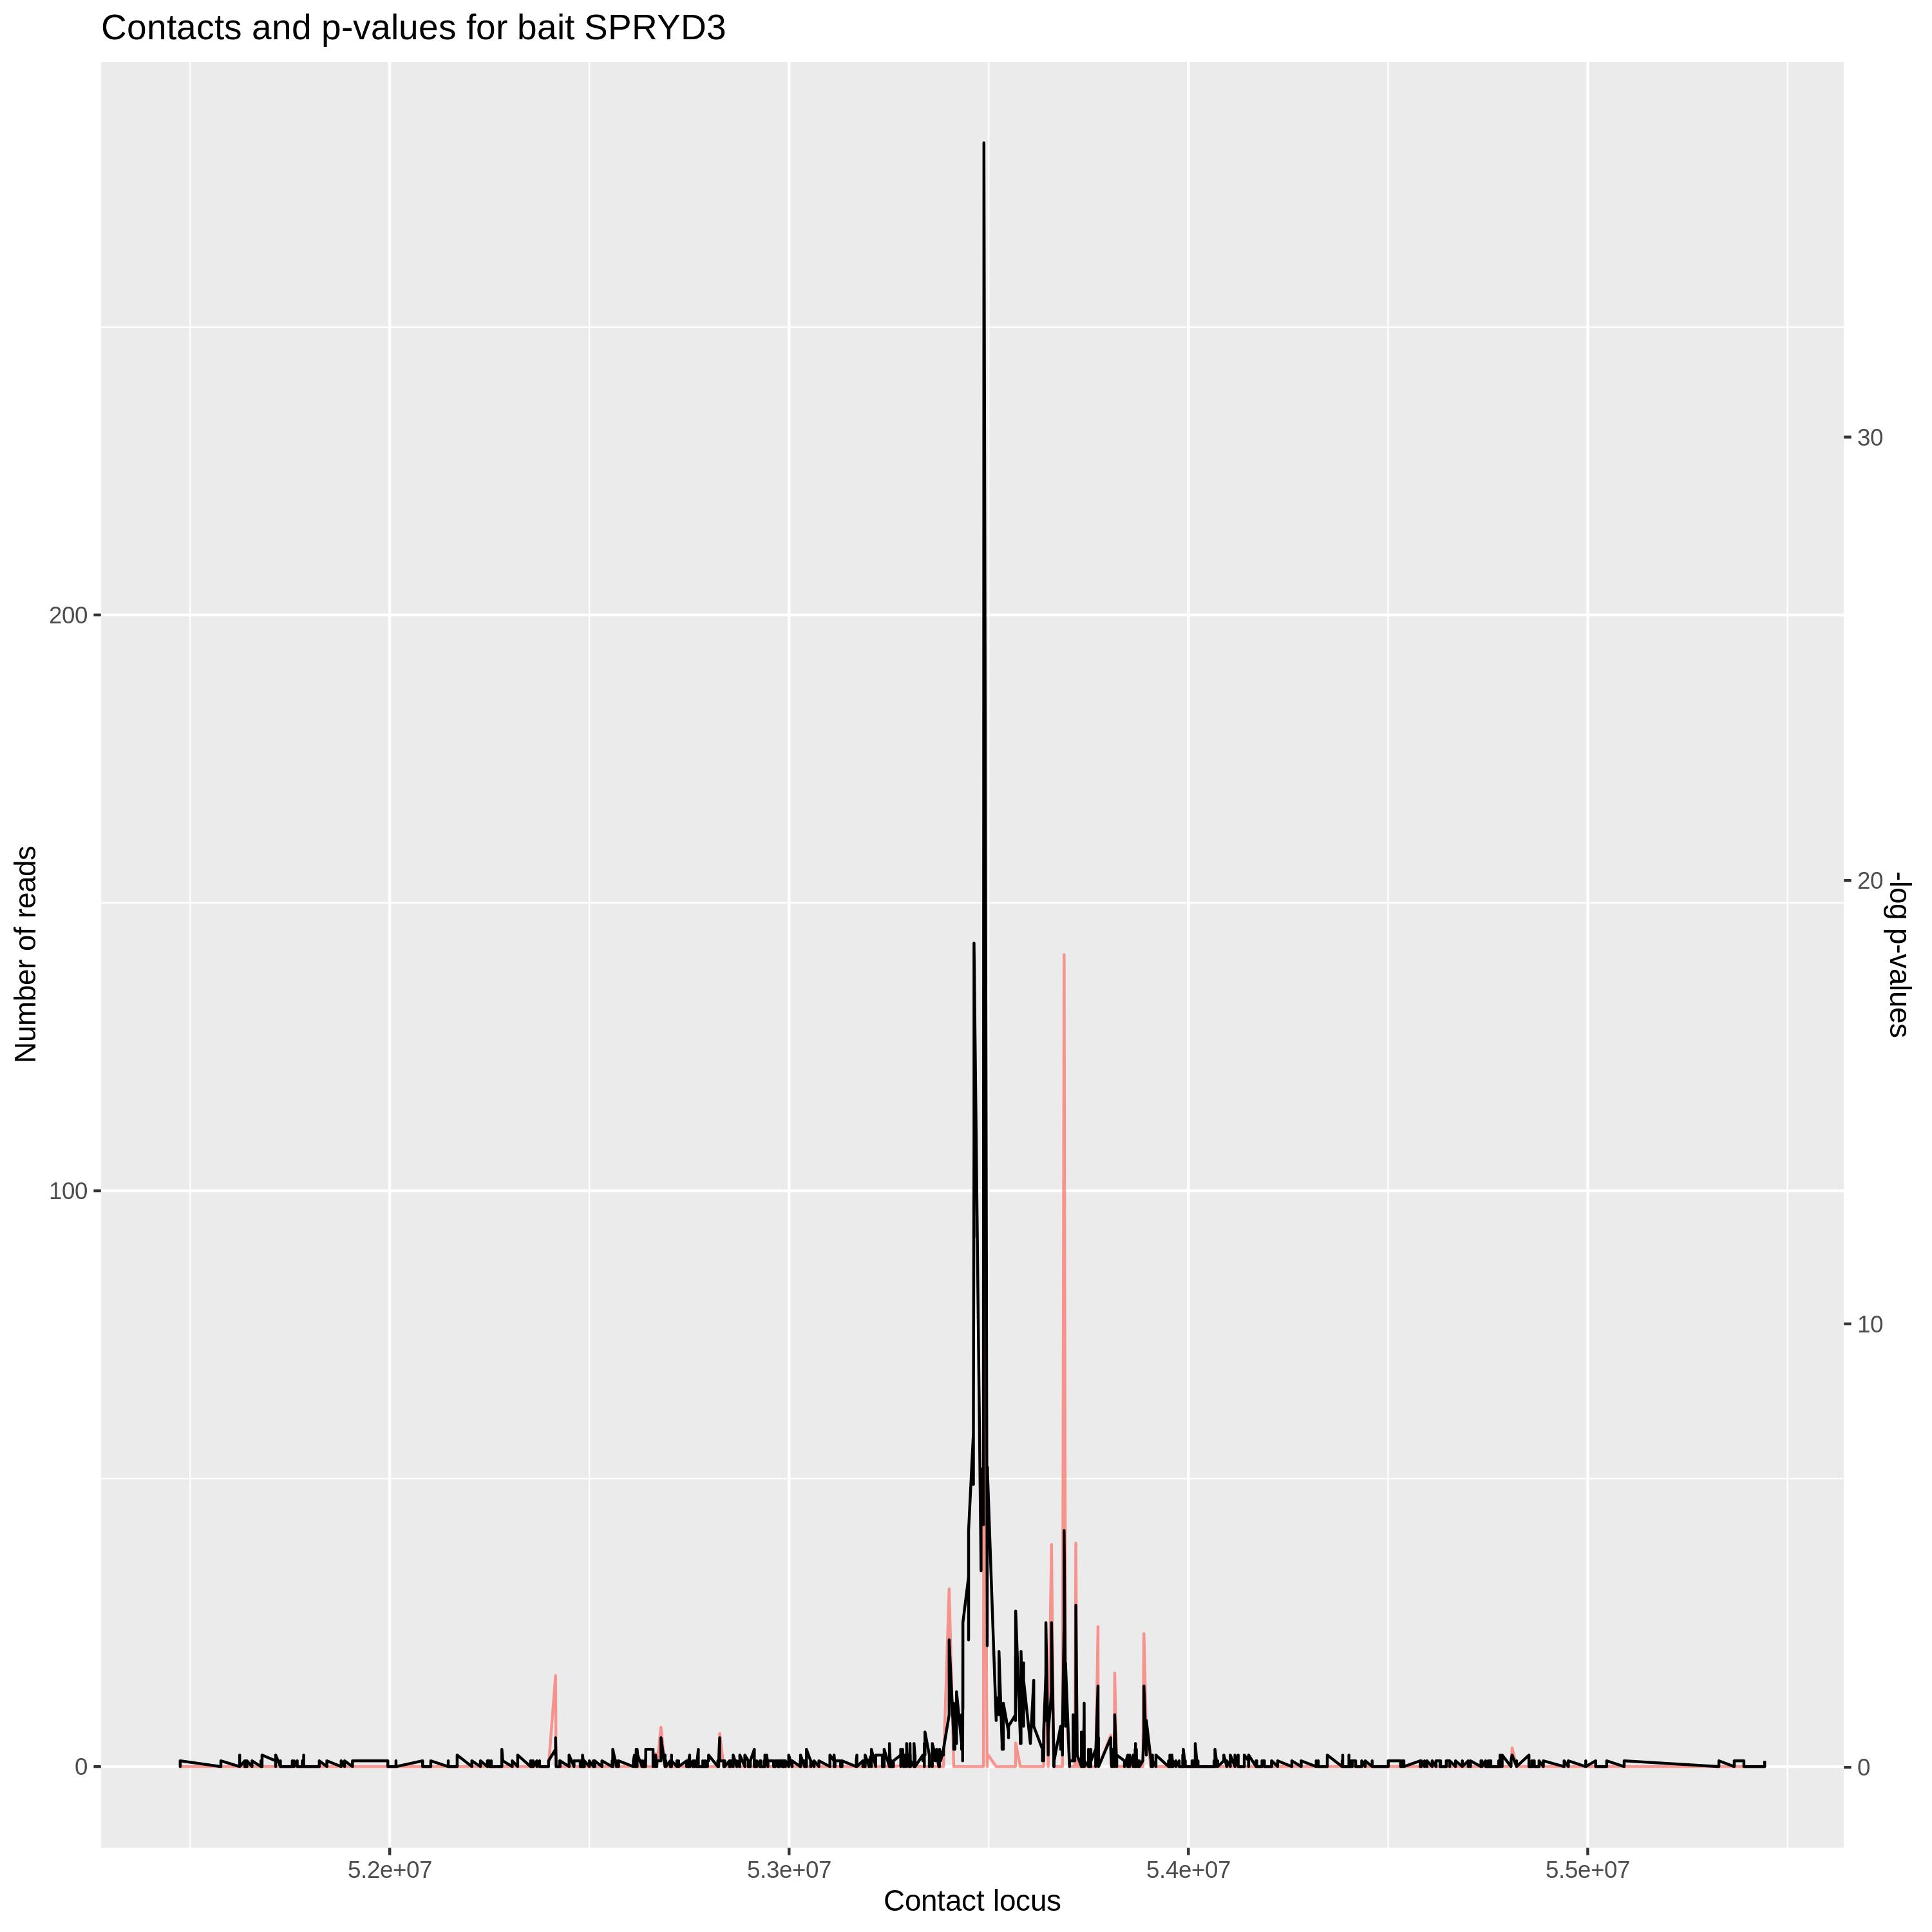 Contacts and p-values for bait SPRYD3
Number of reads
200
100
0
30
20
10
0
-log p-values
5.2e+07
5.3e+07
5.4e+07
5.5e+07
Contact locus